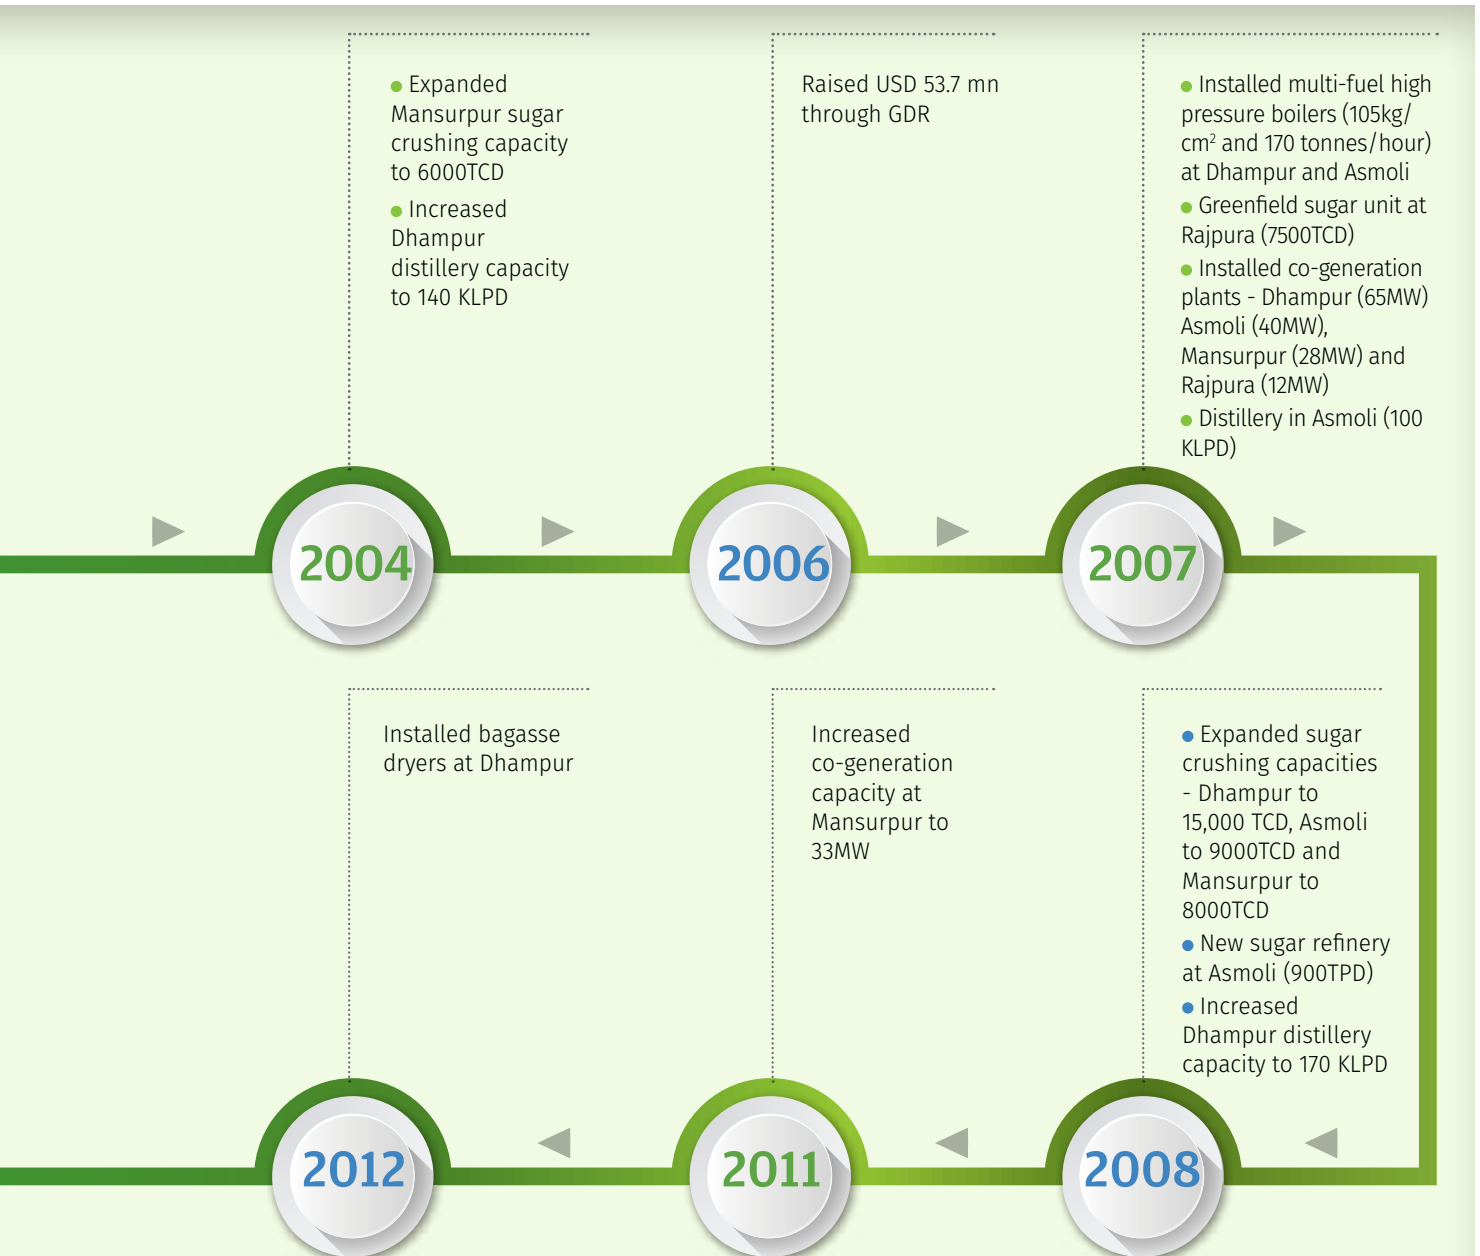 ● Expanded
Mansurpur sugar
crushing capacity
to 6000TCD
● Increased
Dhampur
distillery capacity
to 140 KLPD
2004
Raised USD 53.7 mn
through GDR
2006
● Installed multi-fuel high
pressure boilers (105kg/
cm² and 170 tonnes/hour)
at Dhampur and Asmoli
● Greenfield sugar unit at
Rajpura (7500TCD)
● Installed co-generation
plants - Dhampur (65MW)
Asmoli (40MW),
Mansurpur (28MW) and
Rajpura (12MW)
● Distillery in Asmoli (100
KLPD)
2007
● Expanded sugar
crushing capacities
- Dhampur to
15,000 TCD, Asmoli
to 9000TCD and
Mansurpur to
8000TCD
● New sugar refinery
at Asmoli (900TPD)
● Increased
Dhampur distillery
capacity to 170 KLPD
2008
Increased
co-generation
capacity at
Mansurpur to
33MW
2011
Installed bagasse
dryers at Dhampur
2012